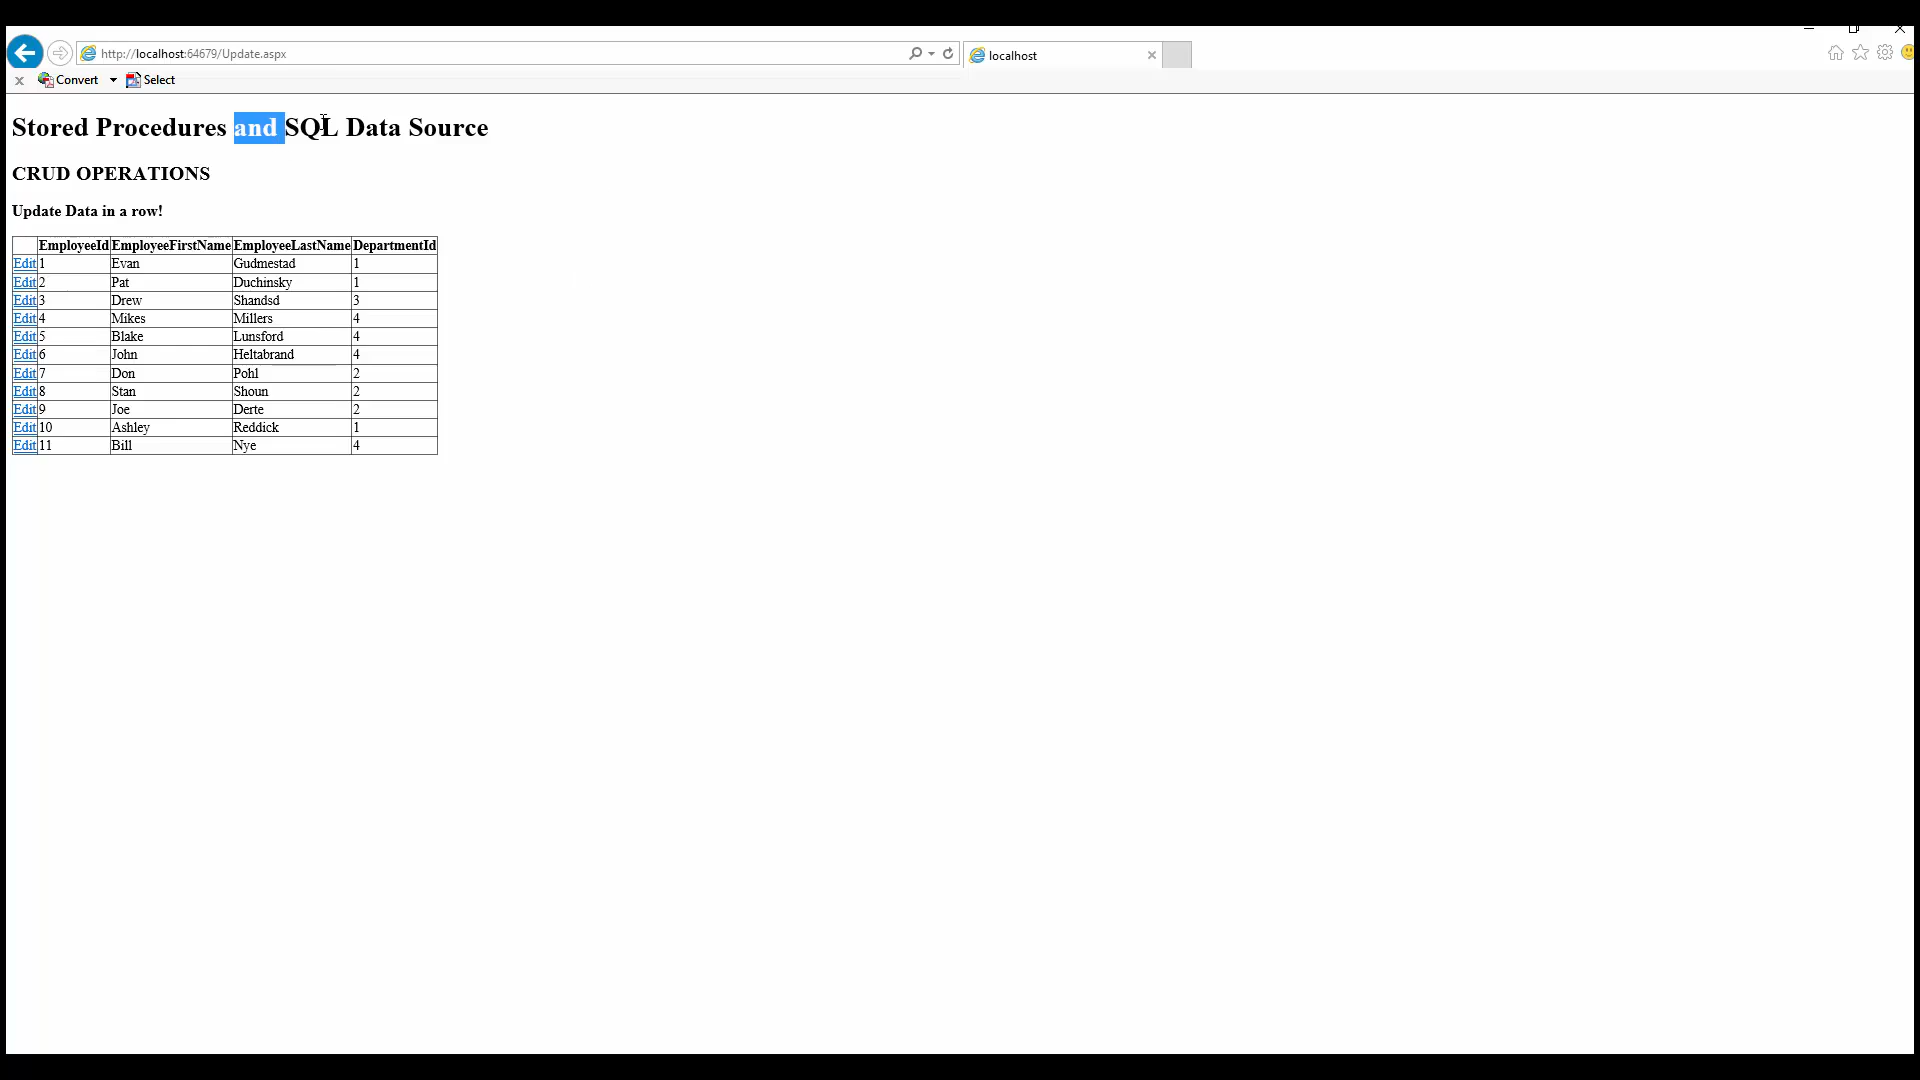 http://localhost:64679/Update.aspx
localhost
Convert Select
Stored Procedures and SQL Data Source
CRUD OPERATIONS
Update Data in a row!
EmployeeId EmployeeFirstName EmployeeLastName DepartmentId
Edit 1 Evan Gudmestad 1
Edit 2 Pat Duchinsky 1
Edit 3 Drew Shandsd 3
Edit 4 Mikes Millers 4
Edit 5 Blake Lunsford 4
Edit 6 John Heltabrand 4
Edit 7 Don Pohl 2
Edit 8 Stan Shoun 2
Edit 9 Joe Derte 2
Edit 10 Ashley Reddick 1
Edit 11 Bill Nye 4